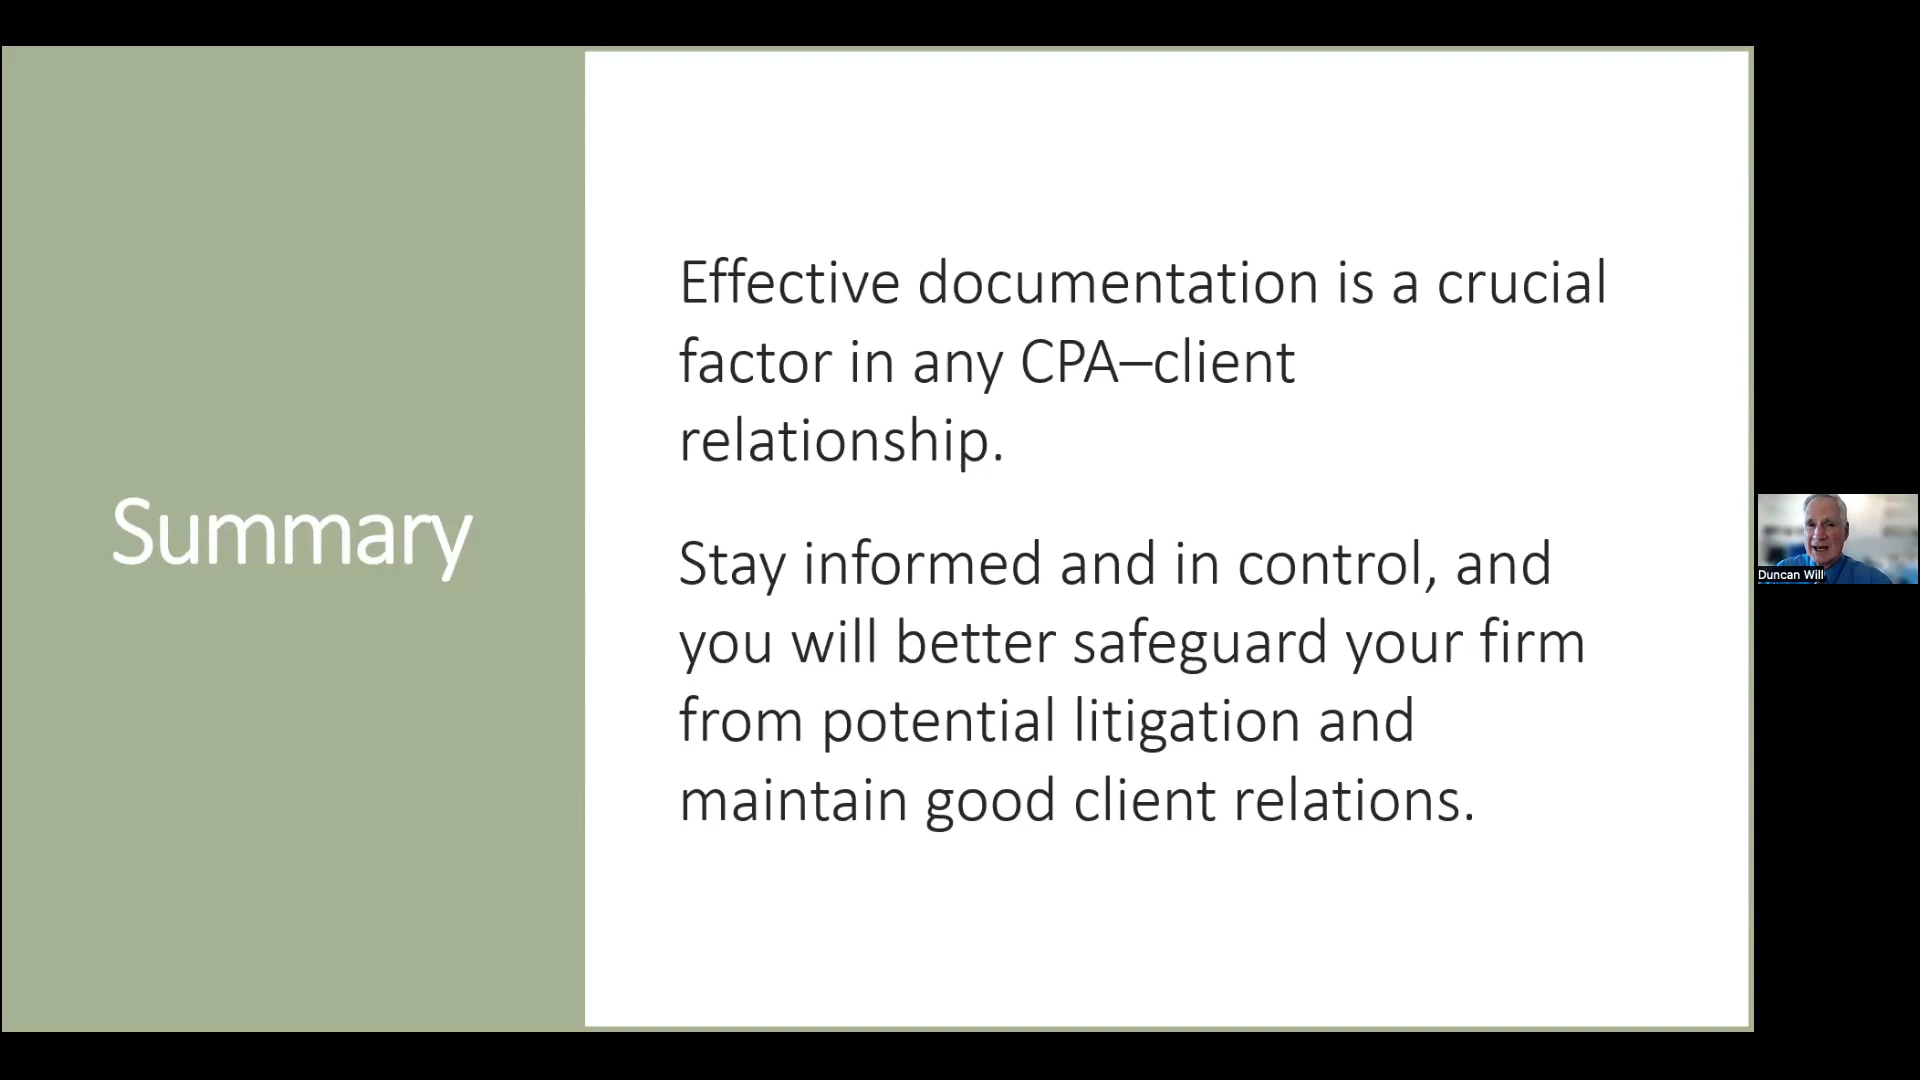 Summary
Effective documentation is a crucial
factor in any CPA–client
relationship.
Stay informed and in control, and
you will better safeguard your firm
from potential litigation and
maintain good client relations.
Duncan Will